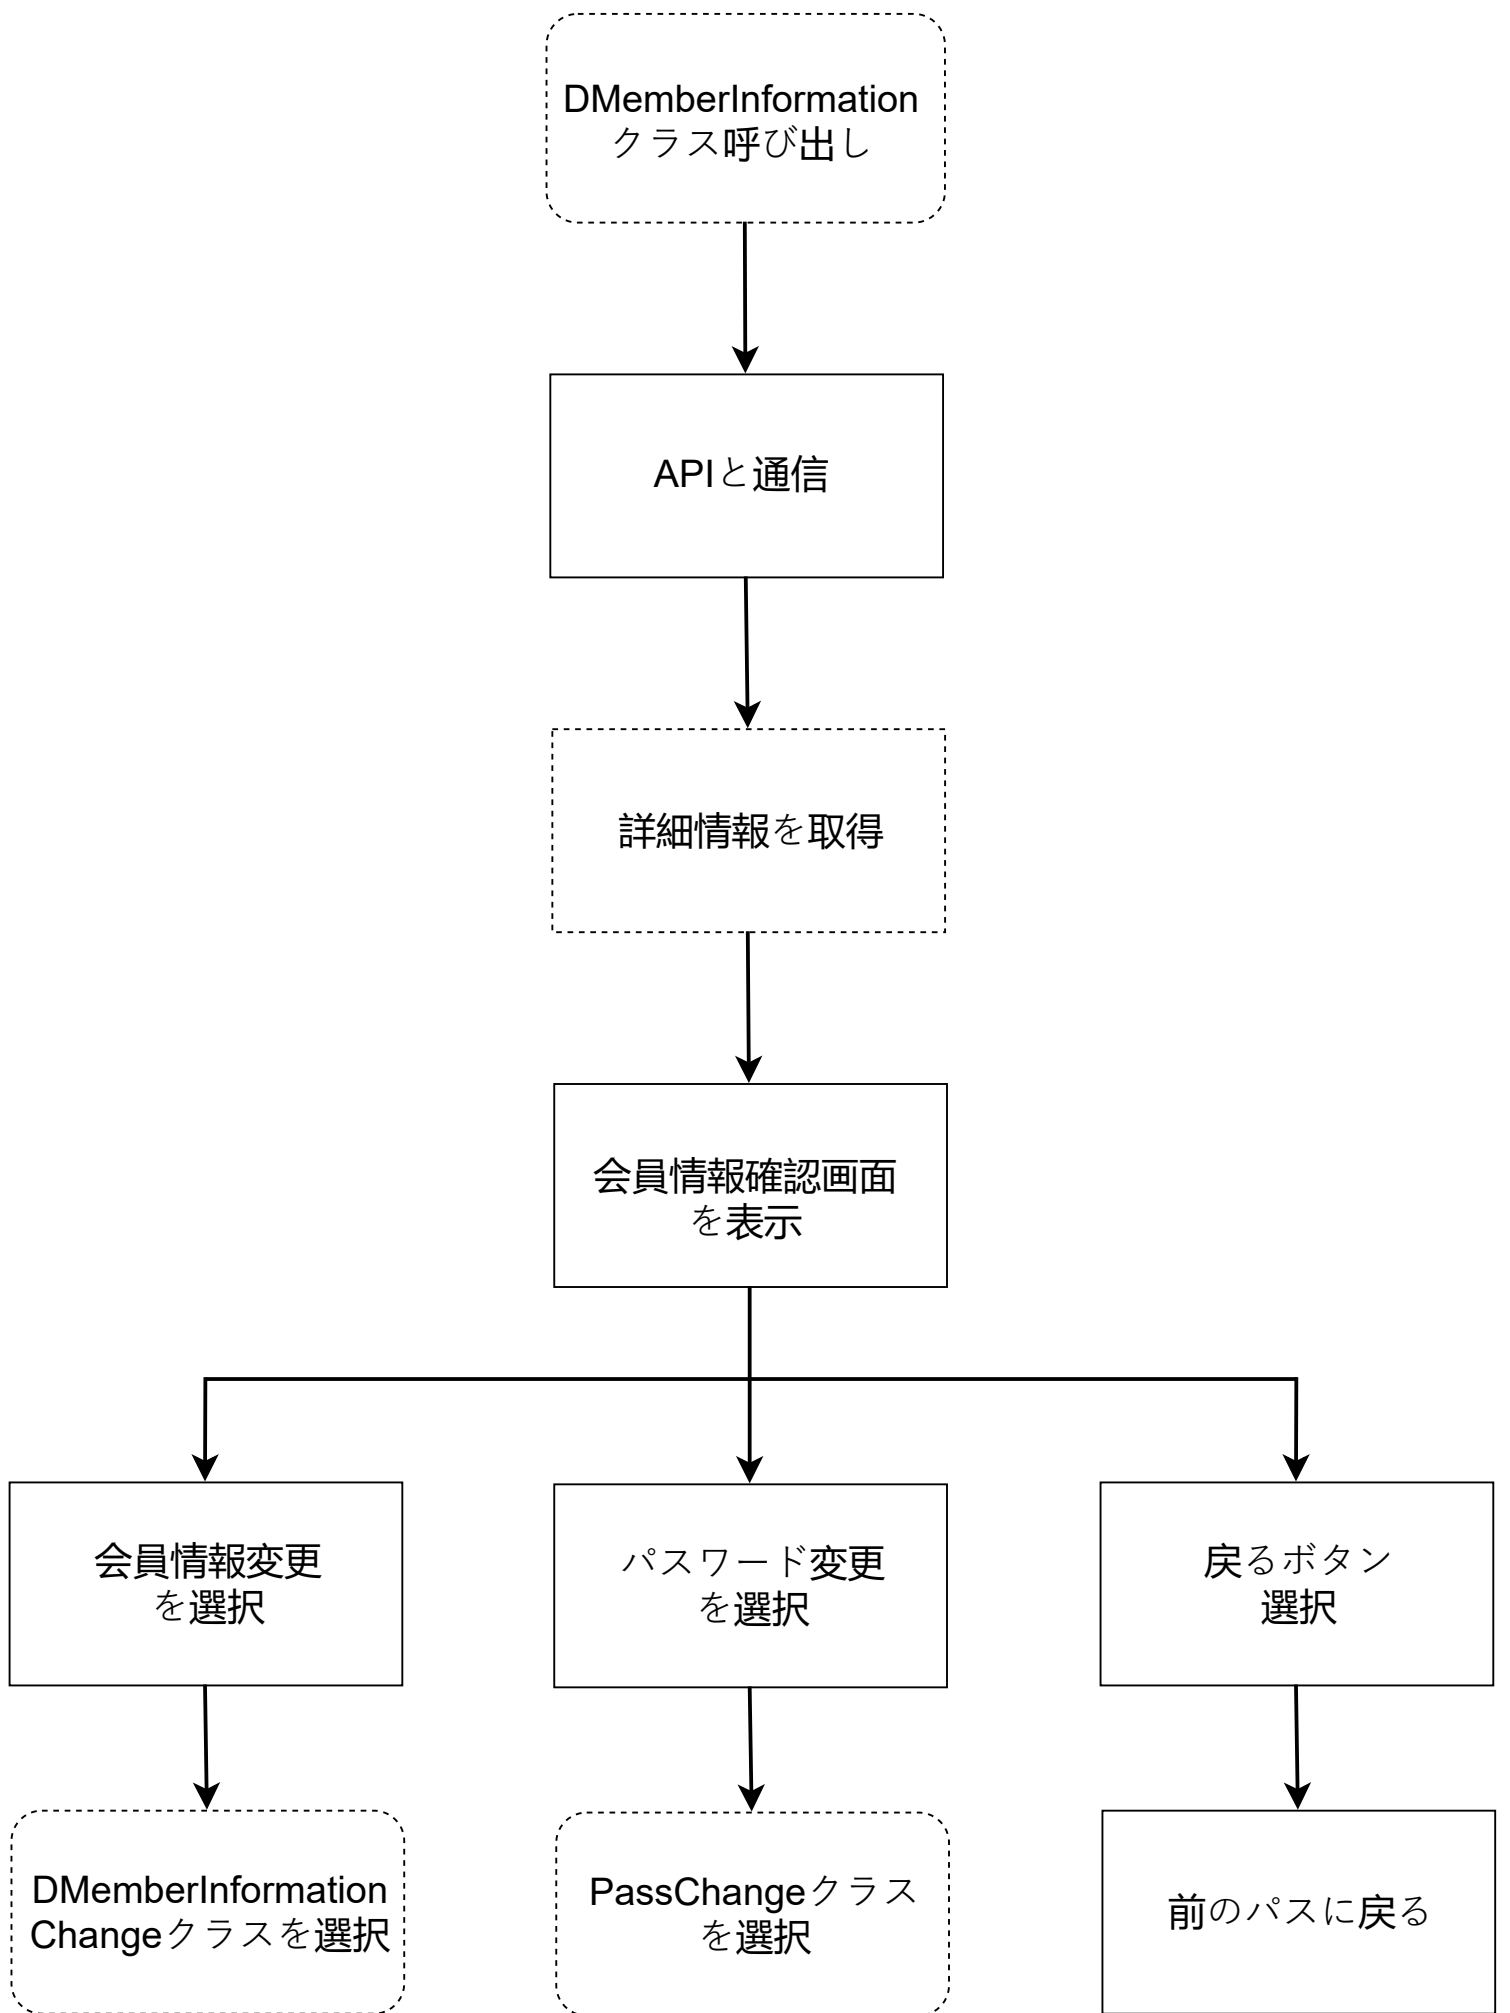 DMemberInformation
クラス呼び出し
APIと通信
詳細情報を取得
会員情報確認画面
を表示
会員情報変更
を選択
パスワード変更
を選択
戻るボタン
選択
DMemberInformation
Changeクラスを選択
PassChangeクラス
を選択
前のパスに戻る